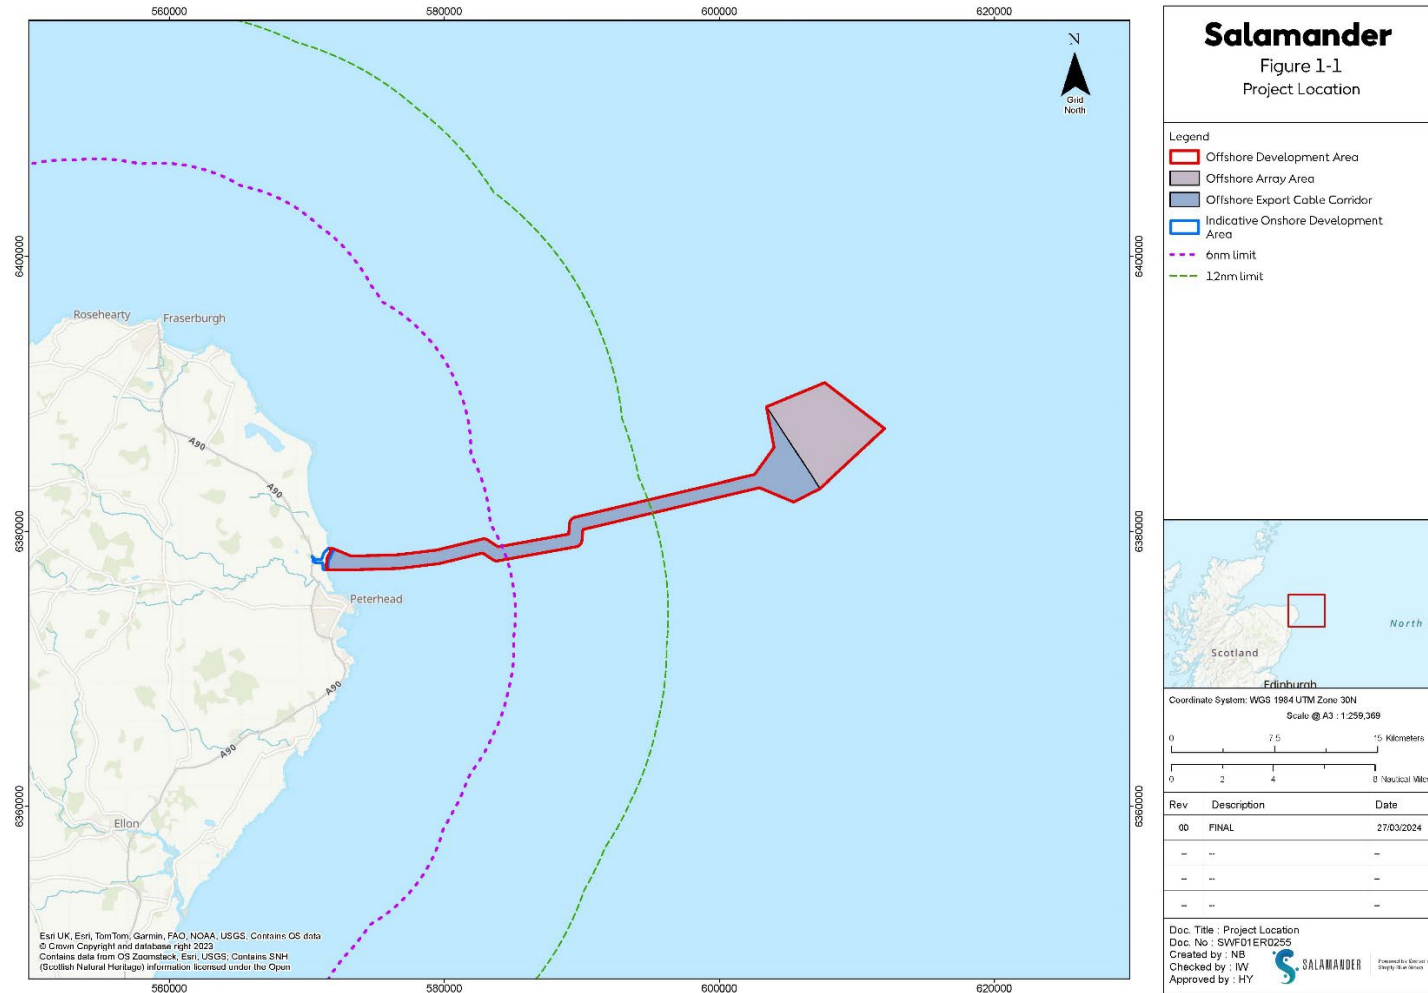 560000
580000
600000
620000
N
Grid
North
6400000
6400000
Rosehearty
Fraserburgh
A90
A90
6380000
6380000
Peterhead
A90
A90
6360000
6360000
Ellon
Esri UK, Esri, TomTom, Garmin, FAO, NOAA, USGS, Contains OS data
© Crown Copyright and database right 2023
Contains data from OS Zoomstack, Esri, USGS; Contains SNH
(Scottish Natural Heritage) information licensed under the Open
560000
580000
600000
620000
Salamander
Figure 1-1
Project Location
Legend
Offshore Development Area
Offshore Array Area
Offshore Export Cable Corridor
Indicative Onshore Development
Area
6nm limit
12nm limit
North
Scotland
Edinburgh
Coordinate System: WGS 1984 UTM Zone 30N
Scale @ A3 : 1:259,369
0 7.5 15 Kilometers
0 2 4 8 Nautical Miles
Rev Description Date
00 FINAL 27/03/2024
-- -- --
-- -- --
-- -- --
Doc. Title : Project Location
Doc. No : SWF01ER0255
Created by : NB
Checked by : IW
Approved by : HY
SALAMANDER